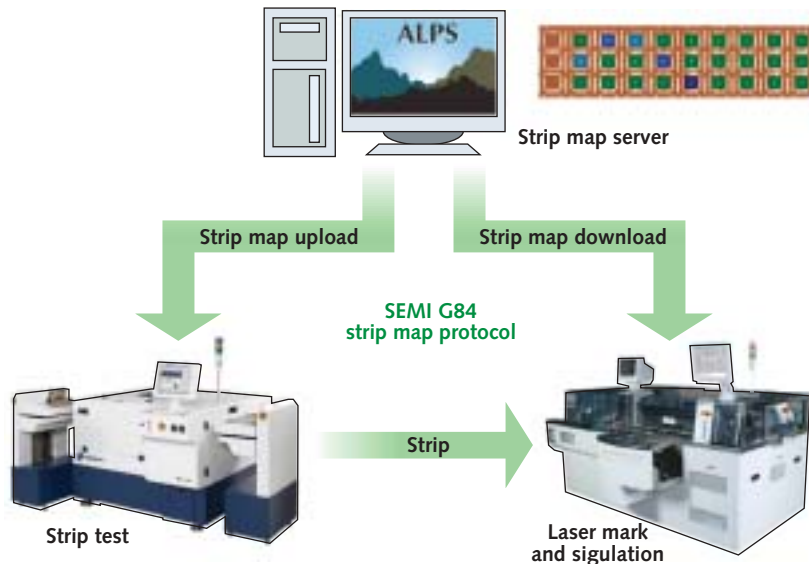 ALPS
Strip map server
Strip map upload
Strip map download
SEMI G84
strip map protocol
Strip
Strip test
Laser mark
and sigulation